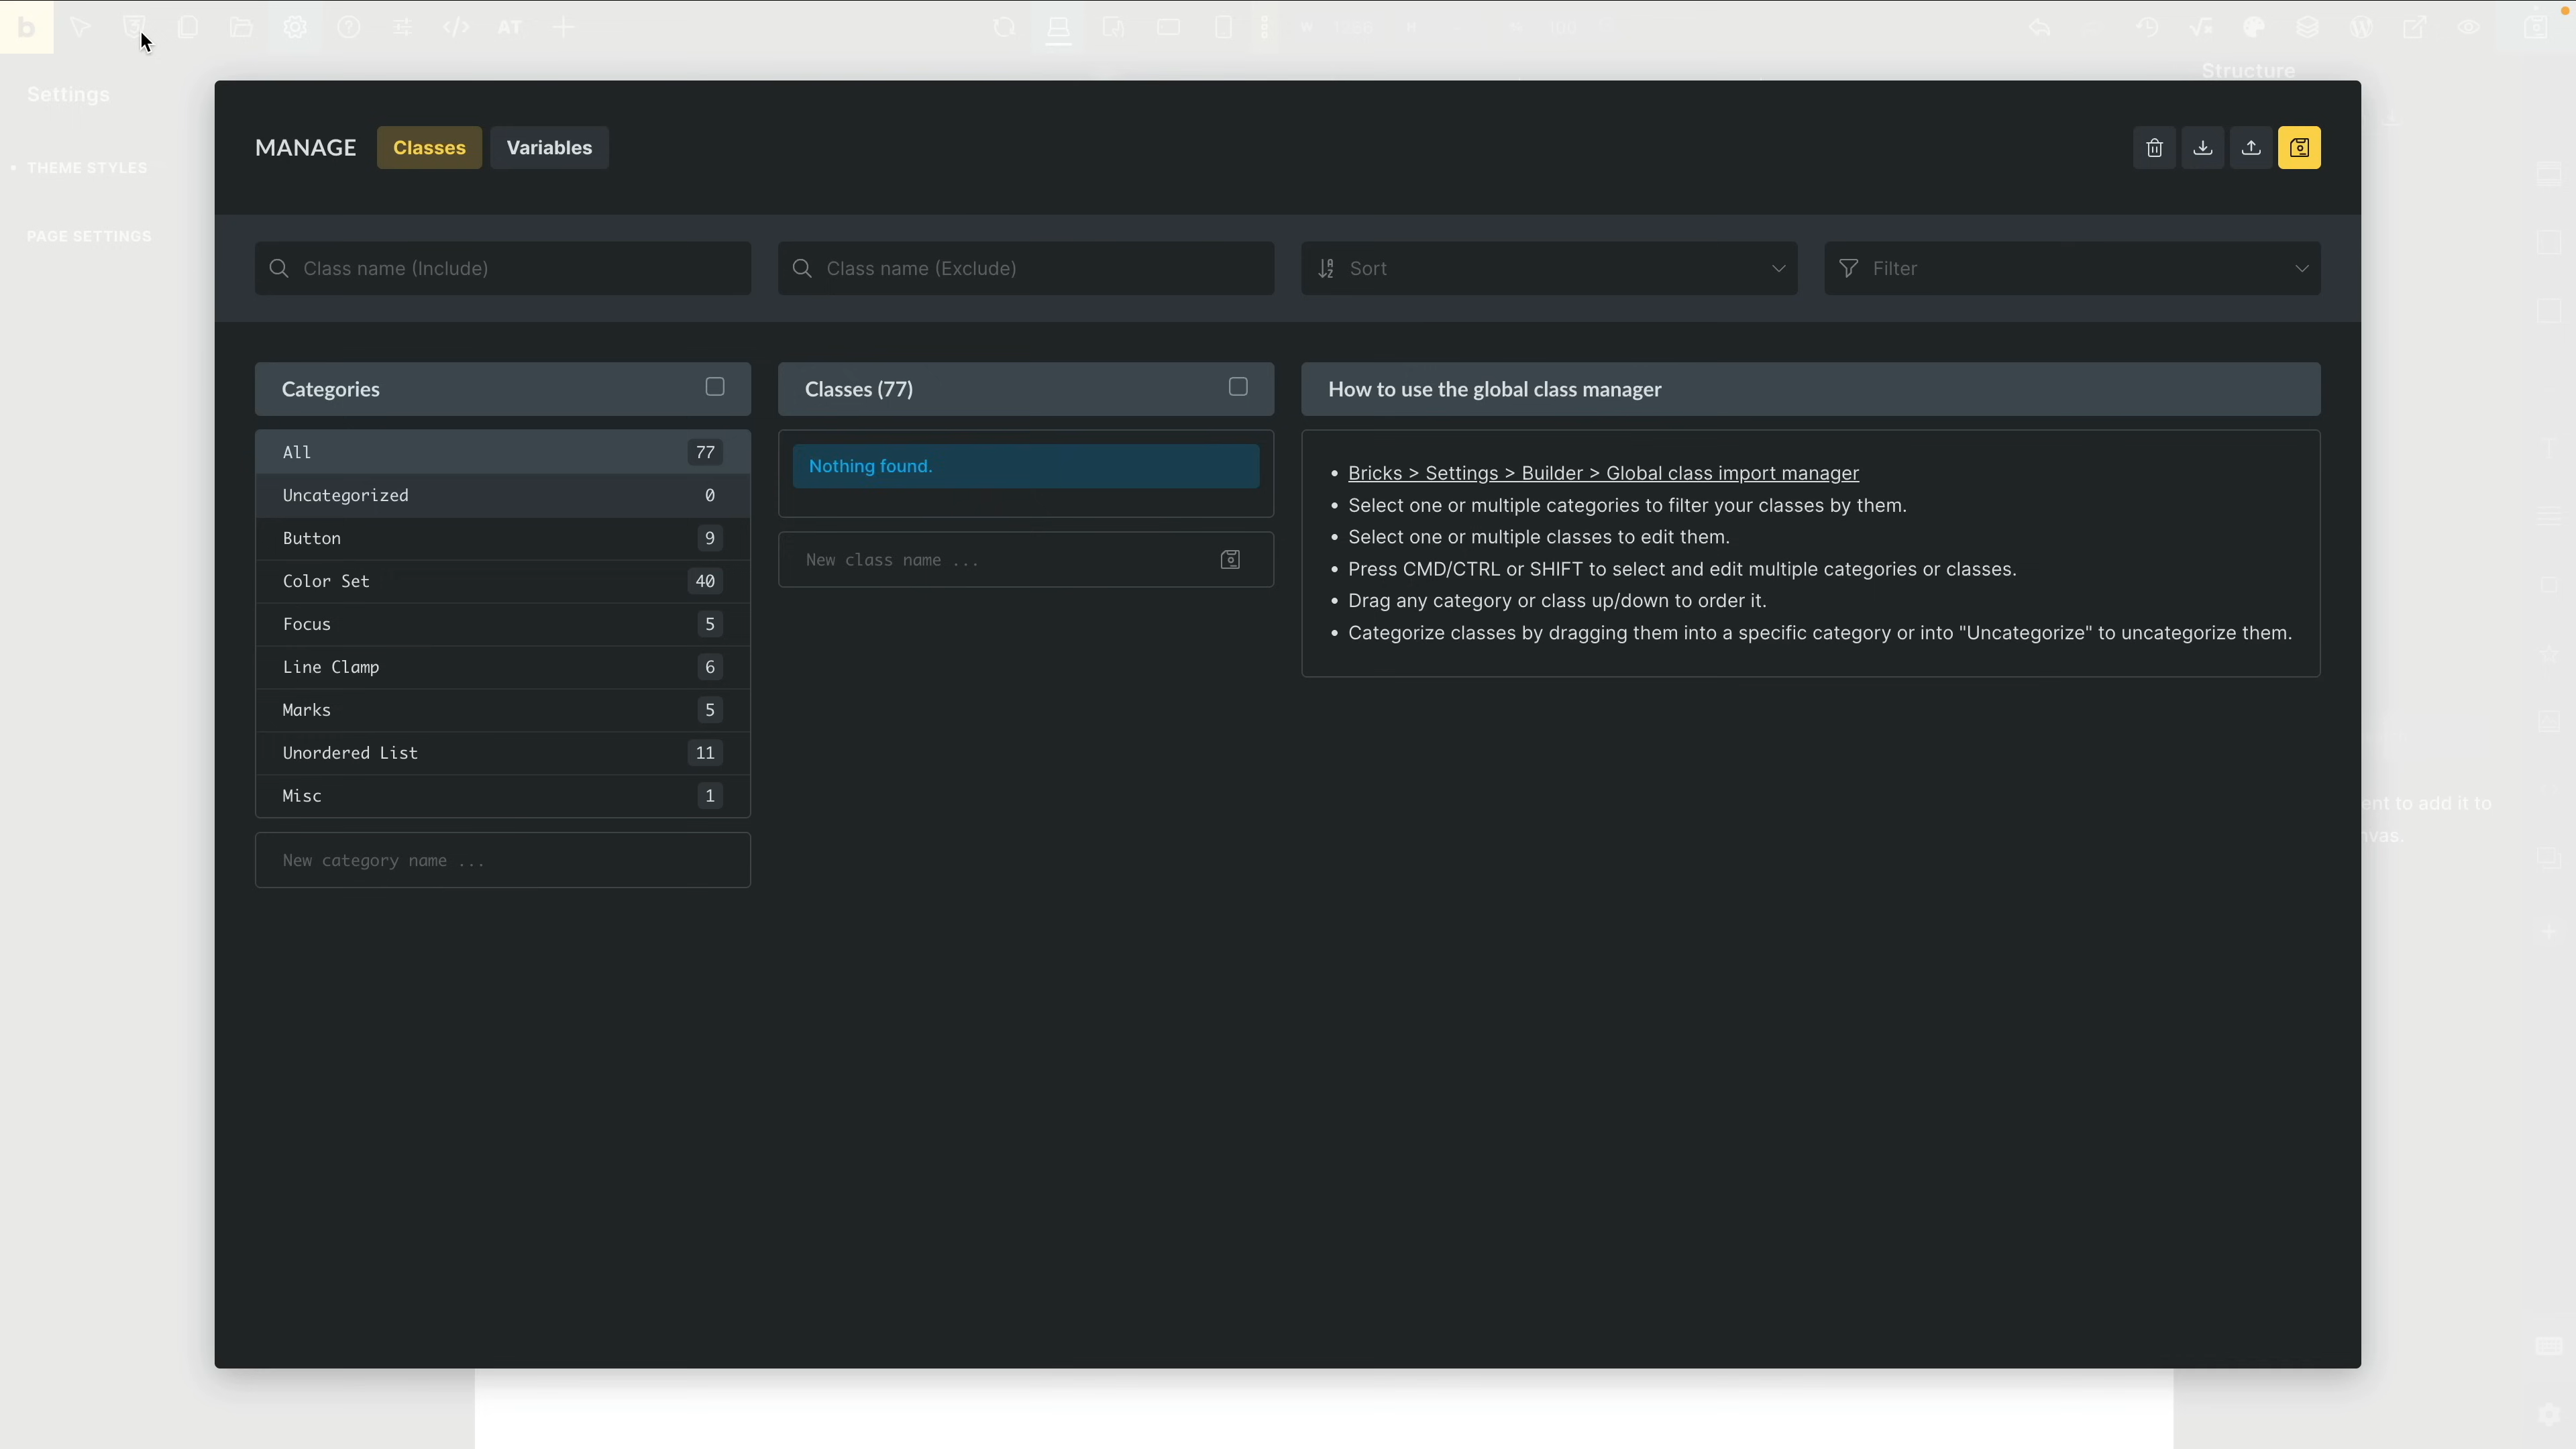 b
AT
W
Structure
Settings
THEME STYLES
PAGE SETTINGS
MANAGE
Classes
Variables
Class name (Include)
Class name (Exclude)
Sort
Filter
Categories
All 77
Uncategorized 0
Button 9
Color Set 40
Focus 5
Line Clamp 6
Marks 5
Unordered List 11
Misc 1
New category name ...
Classes (77)
Nothing found.
New class name ...
How to use the global class manager
• Bricks > Settings > Builder > Global class import manager
• Select one or multiple categories to filter your classes by them.
• Select one or multiple classes to edit them.
• Press CMD/CTRL or SHIFT to select and edit multiple categories or classes.
• Drag any category or class up/down to order it.
• Categorize classes by dragging them into a specific category or into "Uncategorize" to uncategorize them.
to add it to